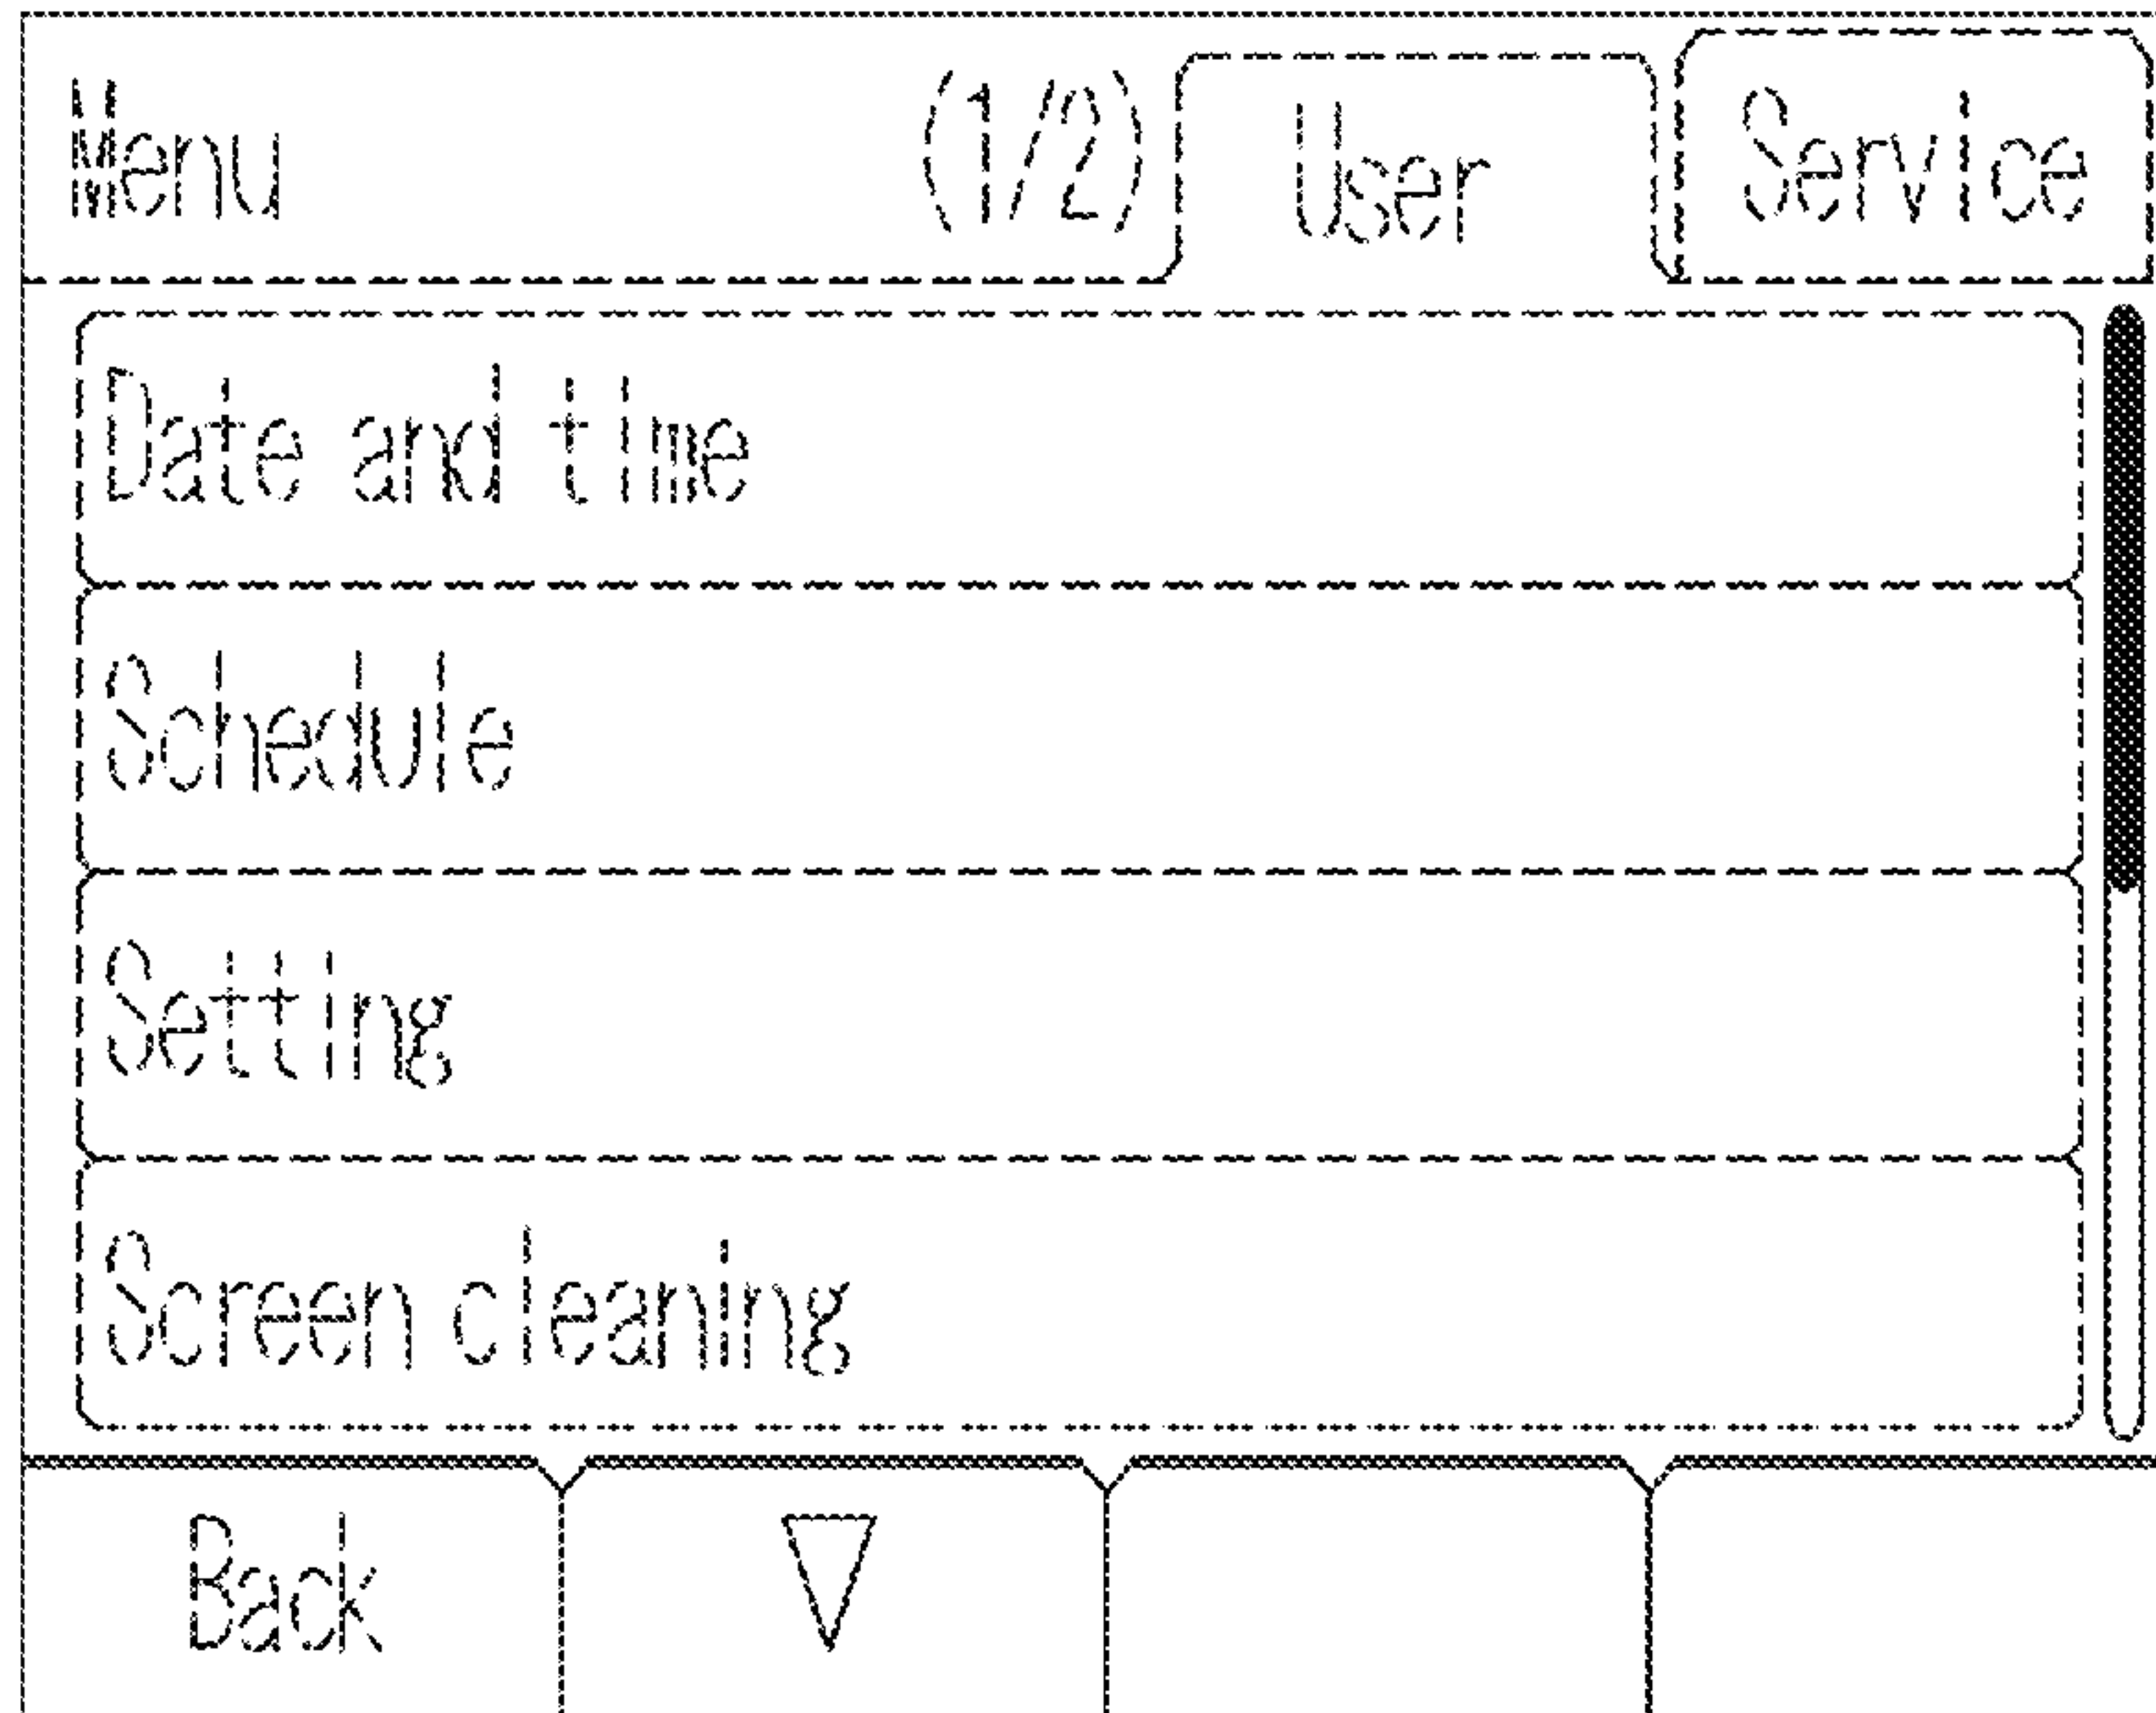 Menu (1/2) User Service
Date and time
Schedule
Setting
Screen cleaning
Back ▽